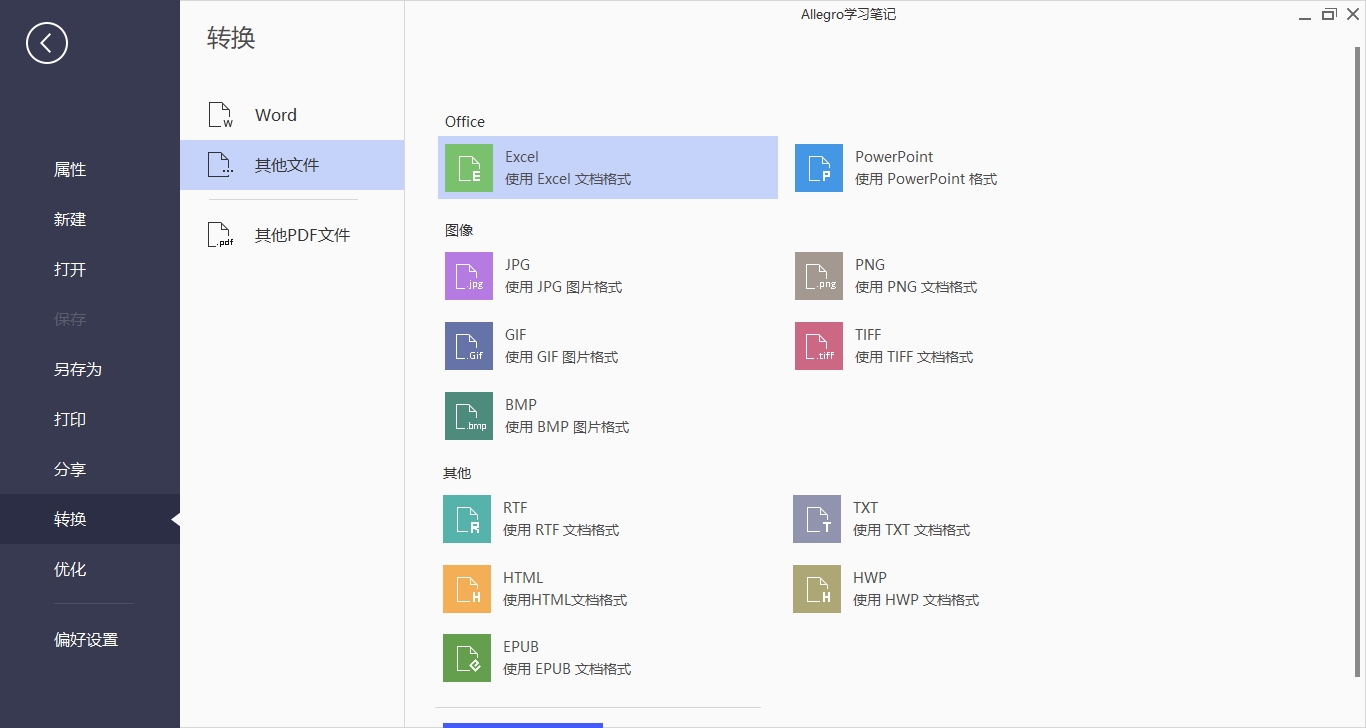 Allegro学习笔记
属性
新建
打开
保存
另存为
打印
分享
转换
优化
偏好设置
转换
W
Word
...
其他文件
.pdf
其他PDF文件
Office
E
Excel
使用 Excel 文档格式
P
PowerPoint
使用 PowerPoint 格式
图像
.jpg
JPG
使用 JPG 图片格式
.png
PNG
使用 PNG 文档格式
.Gif
GIF
使用 GIF 图片格式
.tiff
TIFF
使用 TIFF 文档格式
.bmp
BMP
使用 BMP 图片格式
其他
R
RTF
使用 RTF 文档格式
T
TXT
使用 TXT 文档格式
H
HTML
使用HTML文档格式
H
HWP
使用 HWP 文档格式
EPUB
使用 EPUB 文档格式